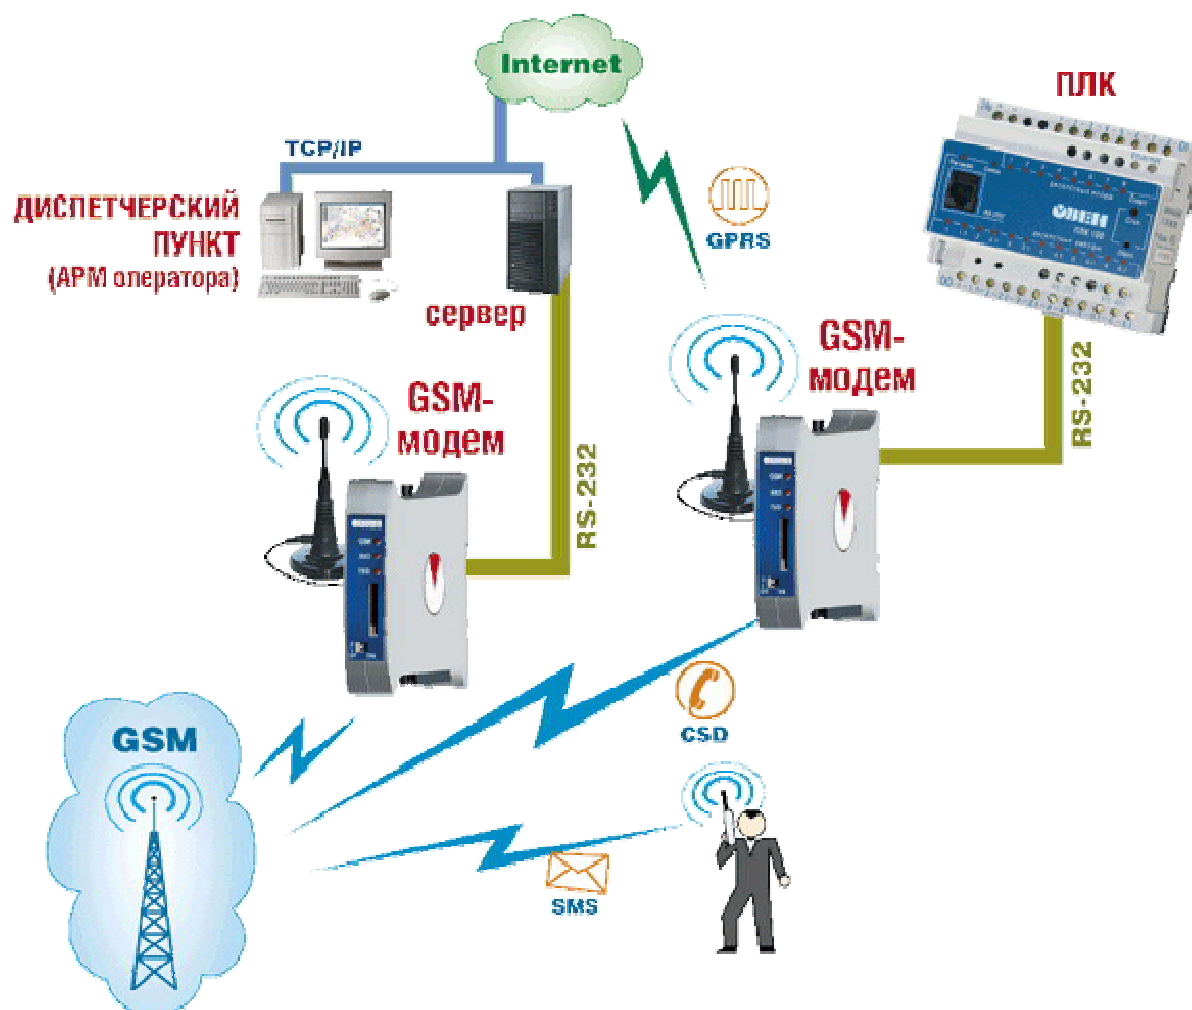 Internet
ПЛК
TCP/IP
ДИСПЕТЧЕРСКИЙ
ПУНКТ
(АРМ оператора)
сервер
GPRS
ОВЕН
ПЛК100
GSM-
модем
RS-232
GSM-
модем
RS-232
GSM
CSD
SMS